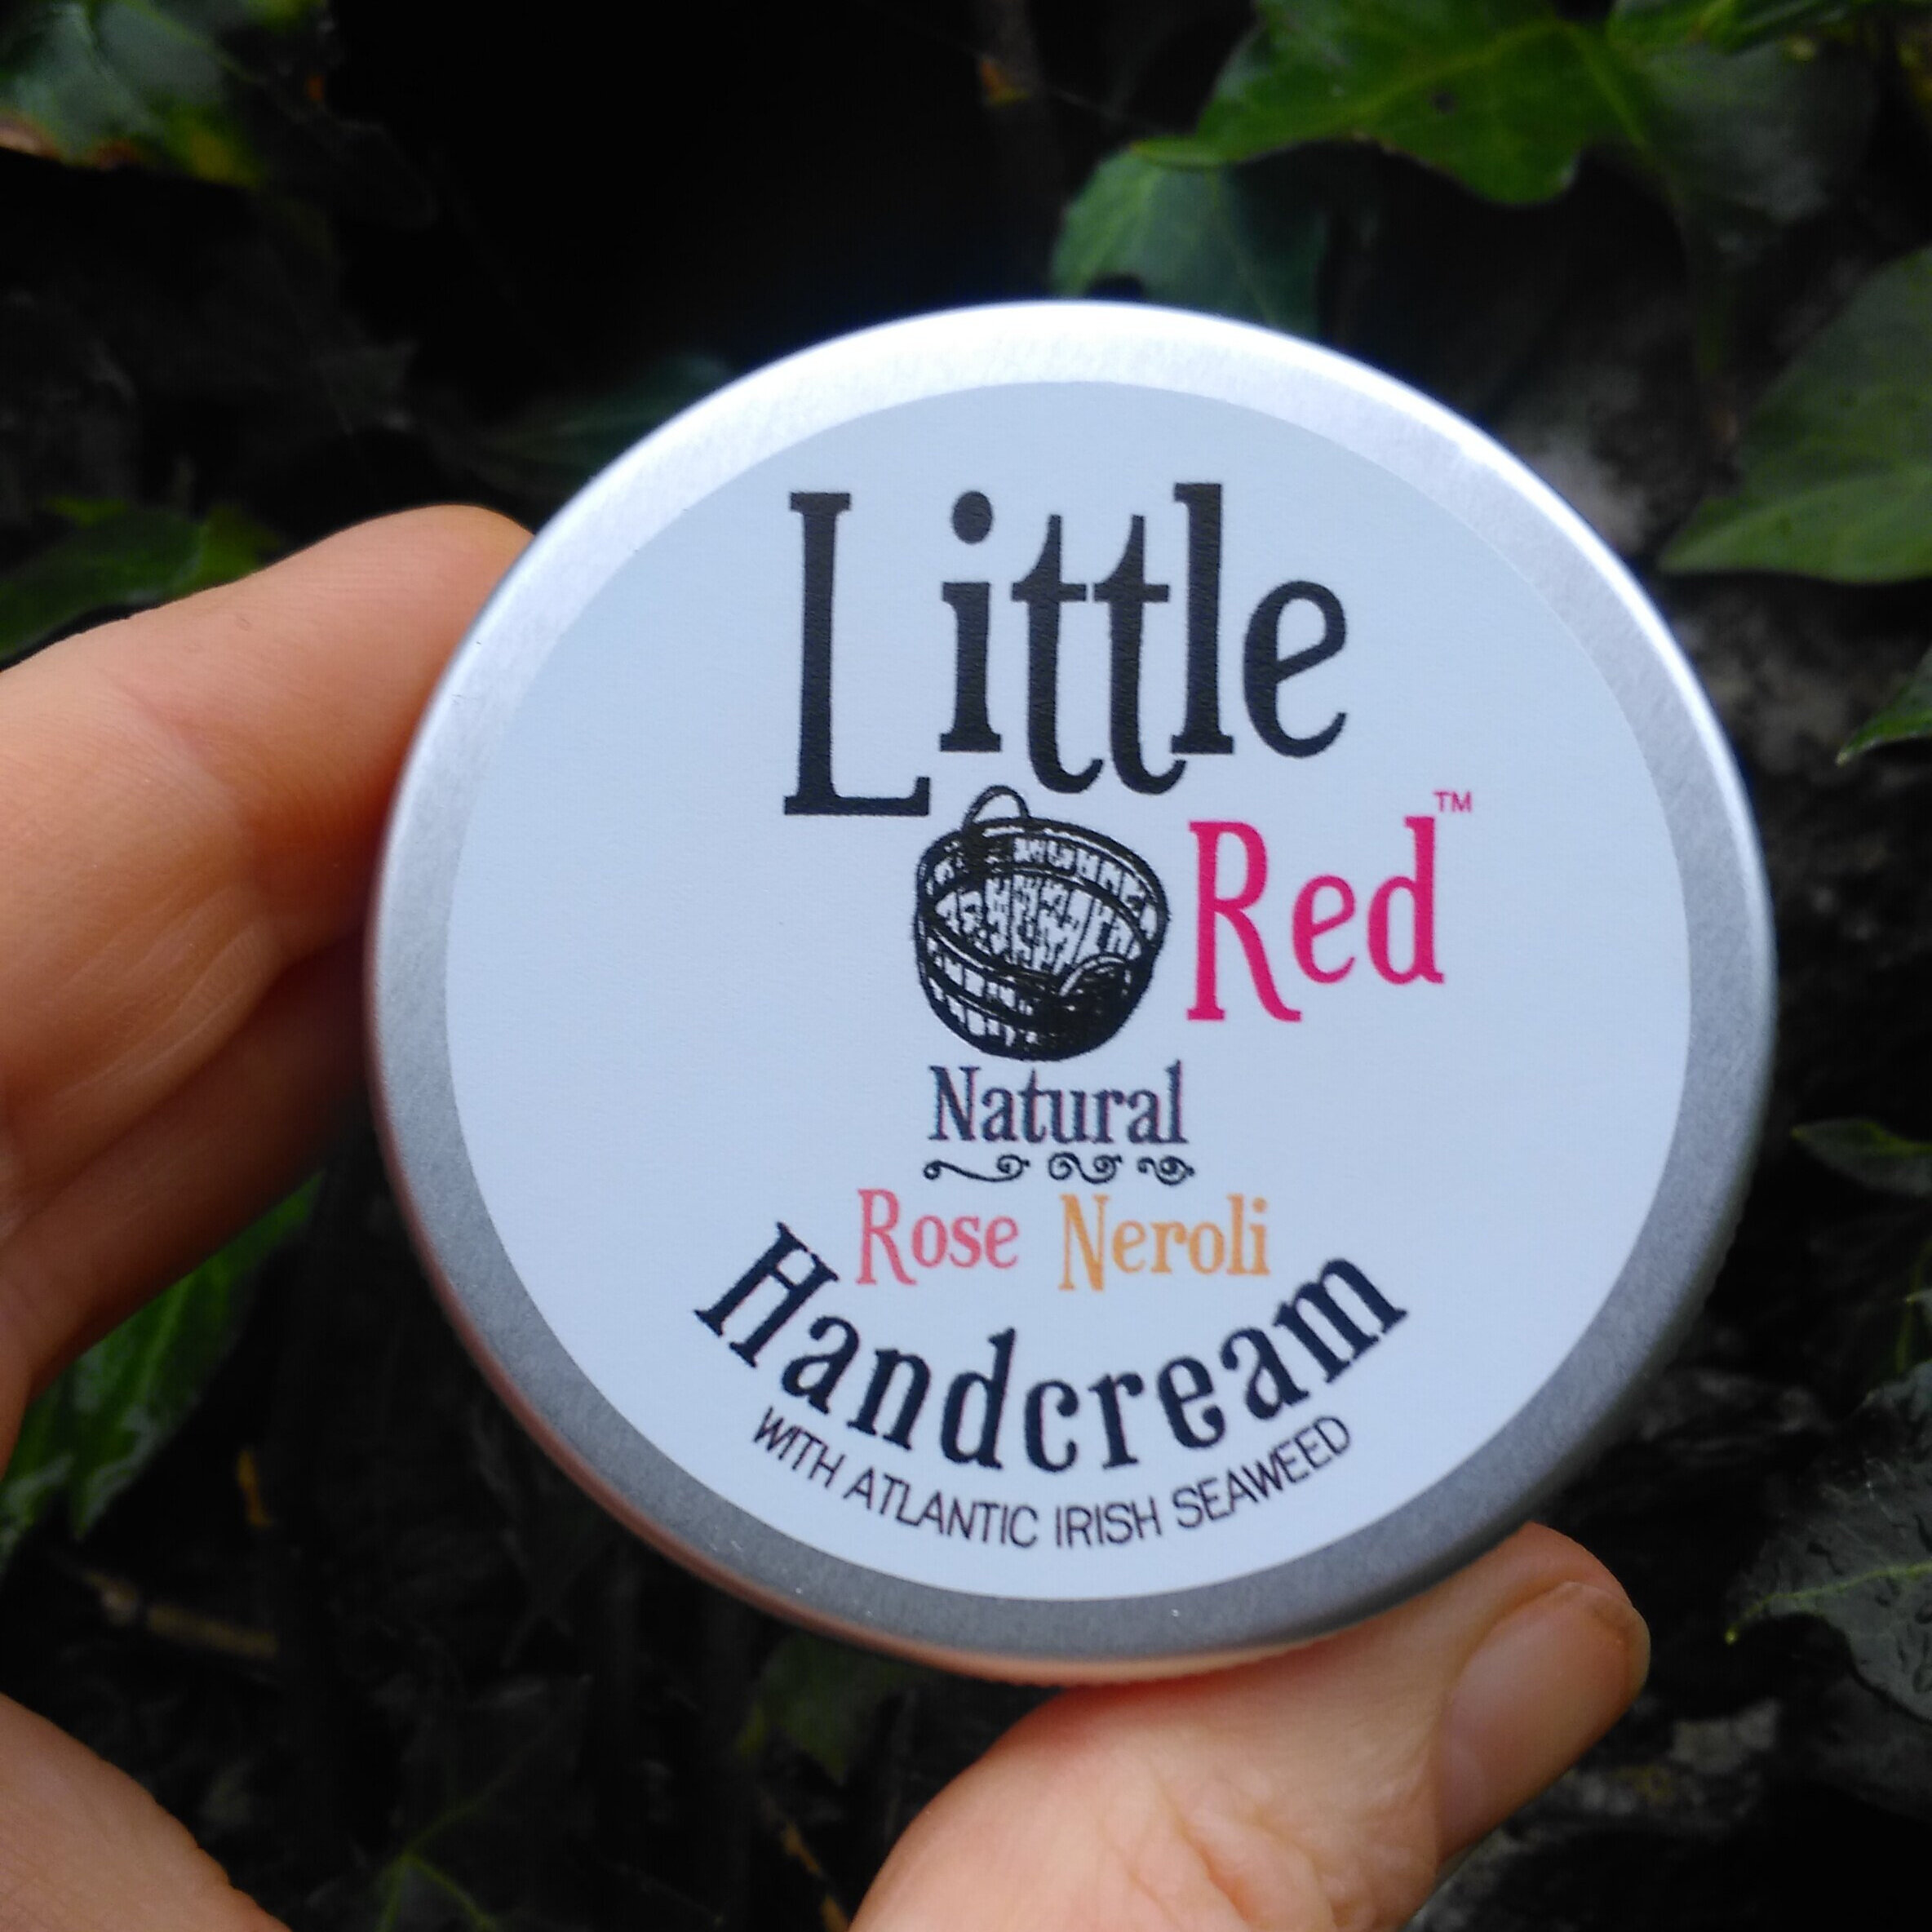 Little
Red™
Natural
Rose Neroli
Handcream
WITH ATLANTIC IRISH SEAWEED